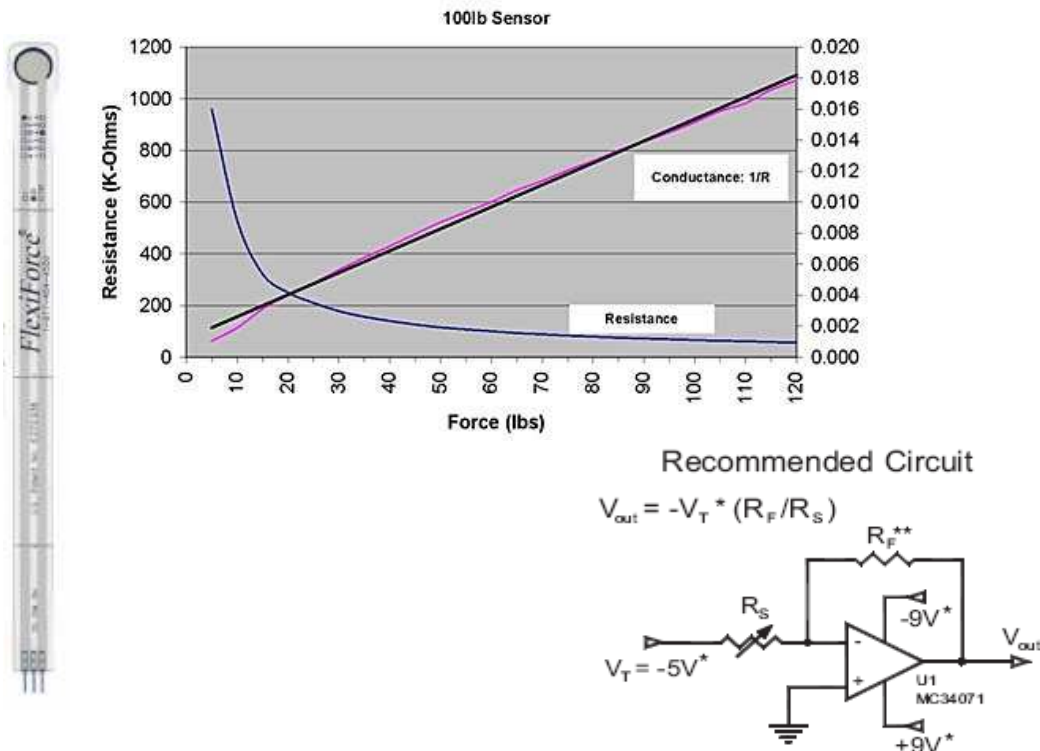 100lb Sensor
1200
1000
800
600
400
200
0
Resistance (K-Ohms)
0.020
0.018
0.016
0.014
0.012
0.010
0.008
0.006
0.004
0.002
0.000
Conductance: 1/R
Resistance
0 10 20 30 40 50 60 70 80 90 100 110 120
Force (lbs)
FlexiForce®
Recommended Circuit
Vout = -VT * (RF/RS)
RF**
RS
-9V*
VT = -5V*
-
+
Vout
U1
MC34071
+9V*